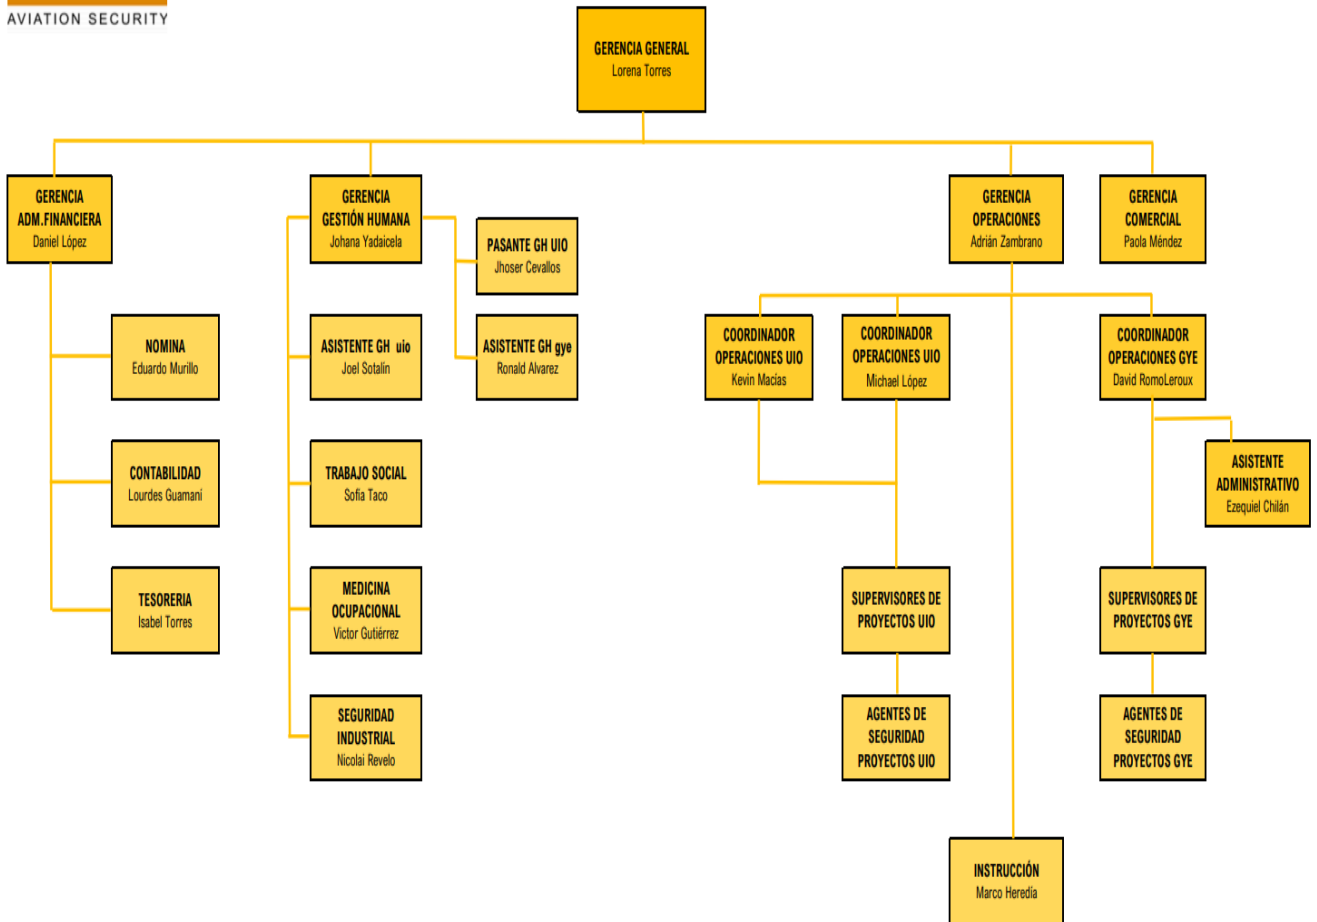 AVIATION SECURITY
GERENCIA GENERAL
Lorena Torres
GERENCIA
ADM.FINANCIERA
Daniel López
GERENCIA
GESTIÓN HUMANA
Johana Yadaicela
GERENCIA
OPERACIONES
Adrián Zambrano
GERENCIA
COMERCIAL
Paola Méndez
PASANTE GH UIO
Jhoser Cevallos
NOMINA
Eduardo Murillo
ASISTENTE GH uio
Joel Sotalín
ASISTENTE GH gye
Ronald Alvarez
COORDINADOR
OPERACIONES UIO
Kevin Macías
COORDINADOR
OPERACIONES UIO
Michael López
COORDINADOR
OPERACIONES GYE
David RomoLeroux
CONTABILIDAD
Lourdes Guamaní
TRABAJO SOCIAL
Sofía Taco
ASISTENTE
ADMINISTRATIVO
Ezequiel Chilán
TESORERIA
Isabel Torres
MEDICINA
OCUPACIONAL
Victor Gutiérrez
SUPERVISORES DE
PROYECTOS UIO
SUPERVISORES DE
PROYECTOS GYE
SEGURIDAD
INDUSTRIAL
Nicolai Revelo
AGENTES DE
SEGURIDAD
PROYECTOS UIO
AGENTES DE
SEGURIDAD
PROYECTOS GYE
INSTRUCCIÓN
Marco Heredía